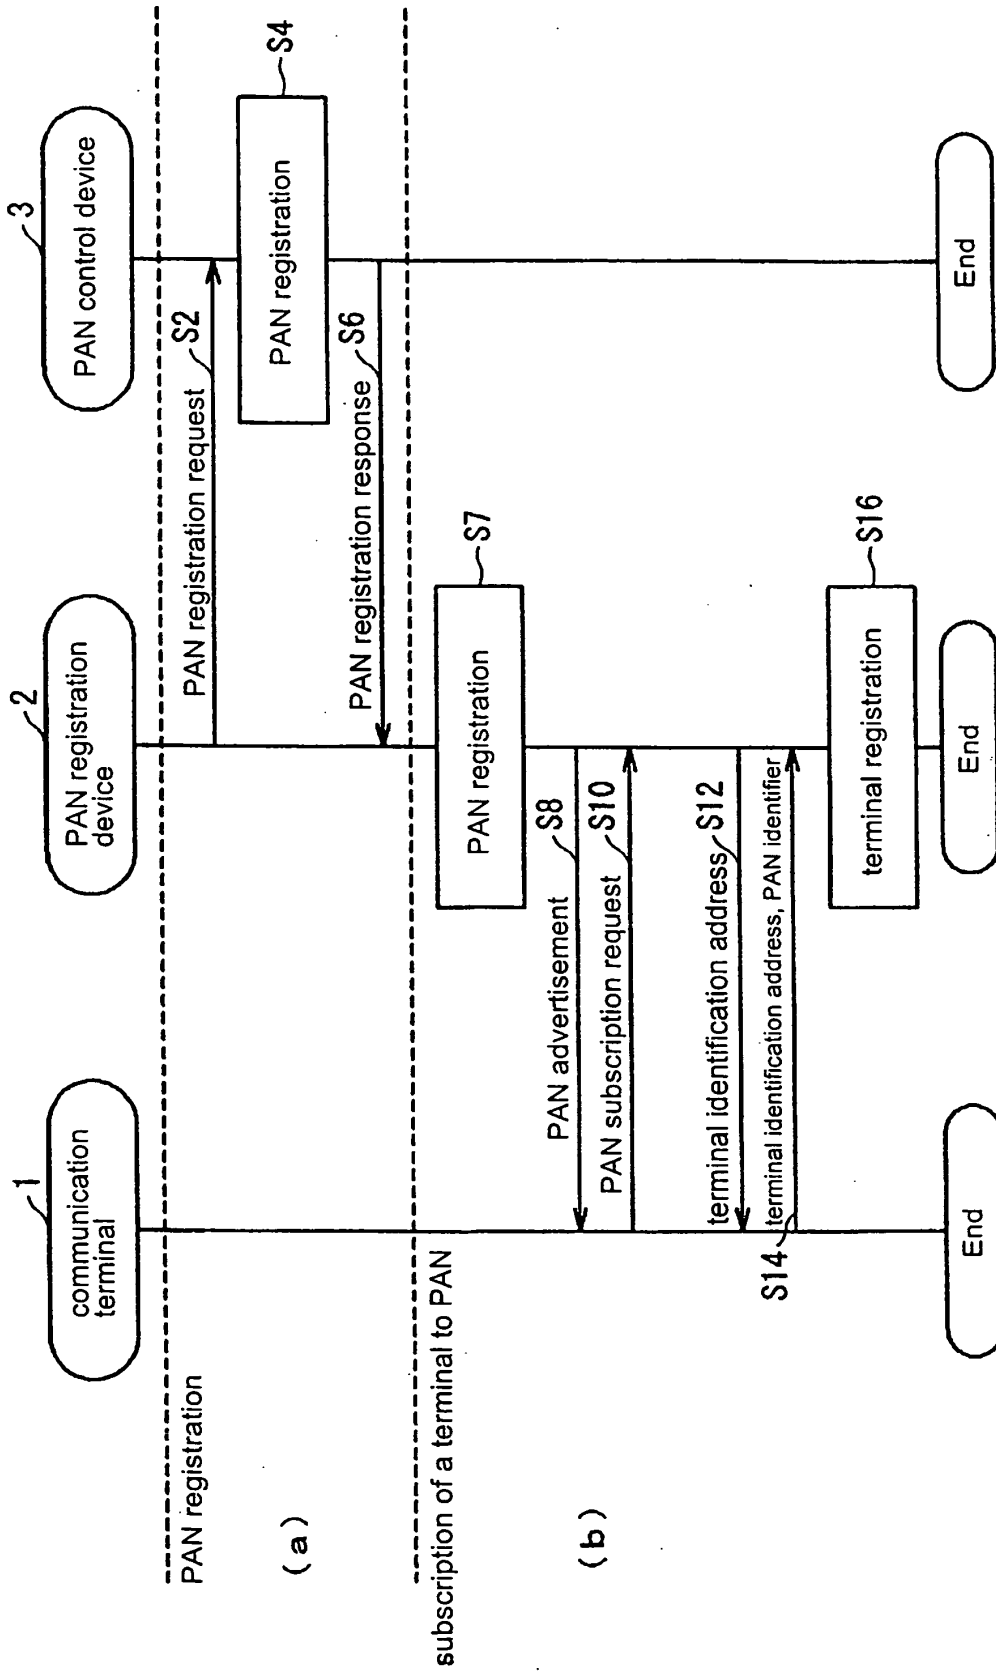 1
communication
terminal
2
PAN registration
device
3
PAN control device
PAN registration
(a)
PAN registration request
S2
PAN registration
S4
PAN registration response
S6
subscription of a terminal to PAN
(b)
PAN registration
S7
PAN advertisement
S8
PAN subscription request
S10
terminal identification address
S12
terminal identification address, PAN identifier
S14
terminal registration
S16
End
End
End